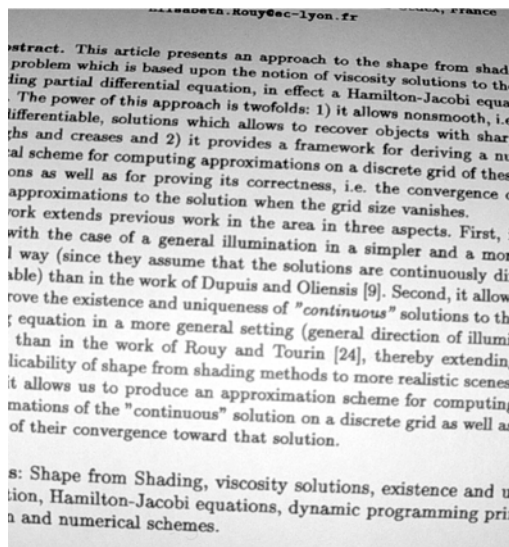 Elisabeth.Rouy@ec-lyon.fr France
stract. This article presents an approach to the shape from shad
problem which is based upon the notion of viscosity solutions to th
ling partial differential equation, in effect a Hamilton-Jacobi equa
. The power of this approach is twofolds: 1) it allows nonsmooth, i.e
differentiable, solutions which allows to recover objects with shar
ghs and creases and 2) it provides a framework for deriving a nu
al scheme for computing approximations on a discrete grid of thes
ons as well as for proving its correctness, i.e. the convergence
approximations to the solution when the grid size vanishes.
ork extends previous work in the area in three aspects. First,
with the case of a general illumination in a simpler and a mor
l way (since they assume that the solutions are continuously di
able) than in the work of Dupuis and Oliensis [9]. Second, it allow
rove the existence and uniqueness of "continuous" solutions to th
g equation in a more general setting (general direction of illumi
than in the work of Rouy and Tourin [24], thereby extendin
licability of shape from shading methods to more realistic scenes
it allows us to produce an approximation scheme for computing
mations of the "continuous" solution on a discrete grid as well as
of their convergence toward that solution.
s: Shape from Shading, viscosity solutions, existence and u
tion, Hamilton-Jacobi equations, dynamic programming pri
n and numerical schemes.